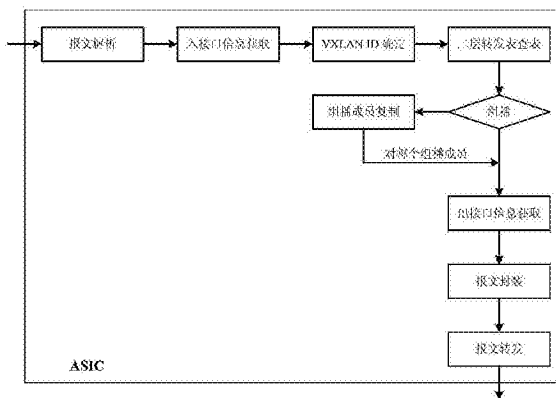 报文解析
入接口信息获取
VXLAN ID 确定
二层转发表查表
组播
组播成员复制
对每个组播成员
出接口信息获取
报文封装
报文转发
ASIC